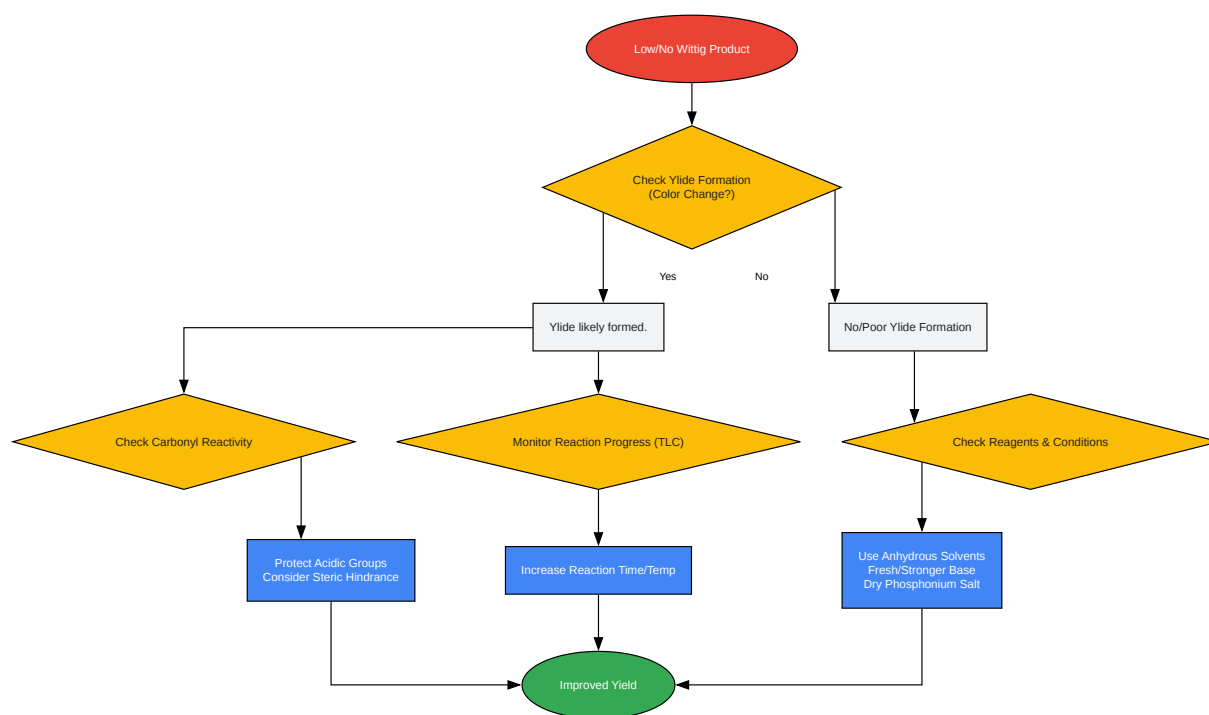 Low/No Wittig Product
Check Ylide Formation
(Color Change?)
Yes
No
Ylide likely formed.
No/Poor Ylide Formation
Check Carbonyl Reactivity
Monitor Reaction Progress (TLC)
Check Reagents & Conditions
Protect Acidic Groups
Consider Steric Hindrance
Increase Reaction Time/Temp
Use Anhydrous Solvents
Fresh/Stronger Base
Dry Phosphonium Salt
Improved Yield